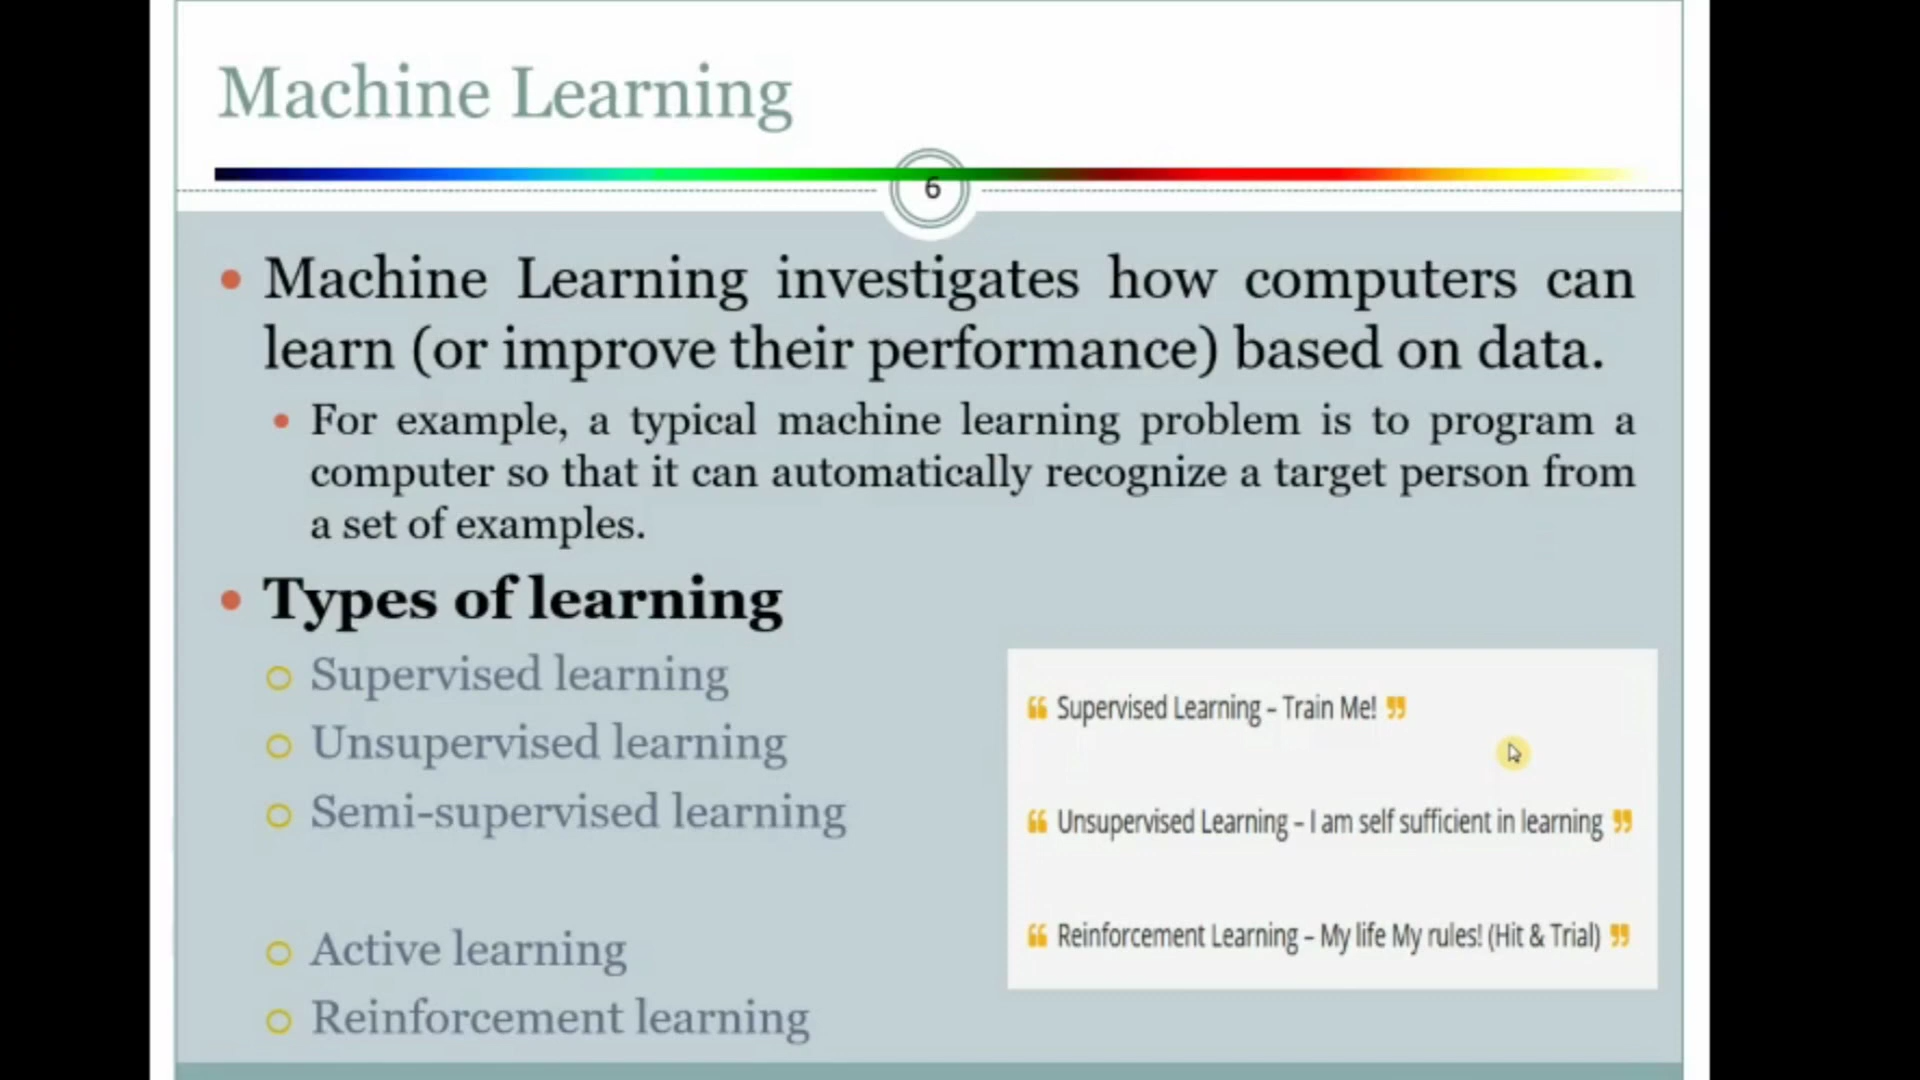 Machine Learning
6
• Machine Learning investigates how computers can
learn (or improve their performance) based on data.
• For example, a typical machine learning problem is to program a
computer so that it can automatically recognize a target person from
a set of examples.
• Types of learning
○ Supervised learning
○ Unsupervised learning
○ Semi-supervised learning
○ Active learning
○ Reinforcement learning
“ Supervised Learning – Train Me! ”
“ Unsupervised Learning – I am self sufficient in learning ”
“ Reinforcement Learning – My life My rules! (Hit & Trial) ”